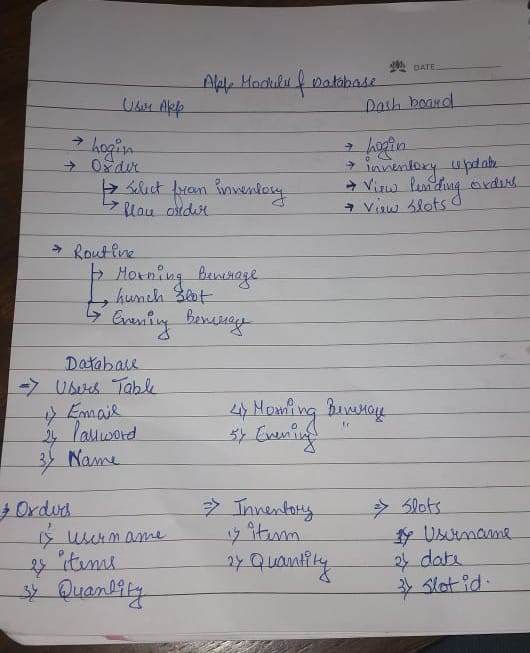 DATE
App Modules & Database
User App
Dash board
→ Login
→ Order
↳ Select from inventory
↳ Place order
→ Login
→ inventory update
→ View Pending orders
→ View Slots
→ Routine
↳ Morning Beverage
↳ Lunch Slot
↳ Evening Beverage
Database
⇒ Users Table
1) Email
2) Password
3) Name
4) Morning Beverage
5) Evening "
⇒ Orders
1) username
2) items
3) Quantity
⇒ Inventory
1) item
2) Quantity
⇒ Slots
1) Username
2) date
3) Slot id.